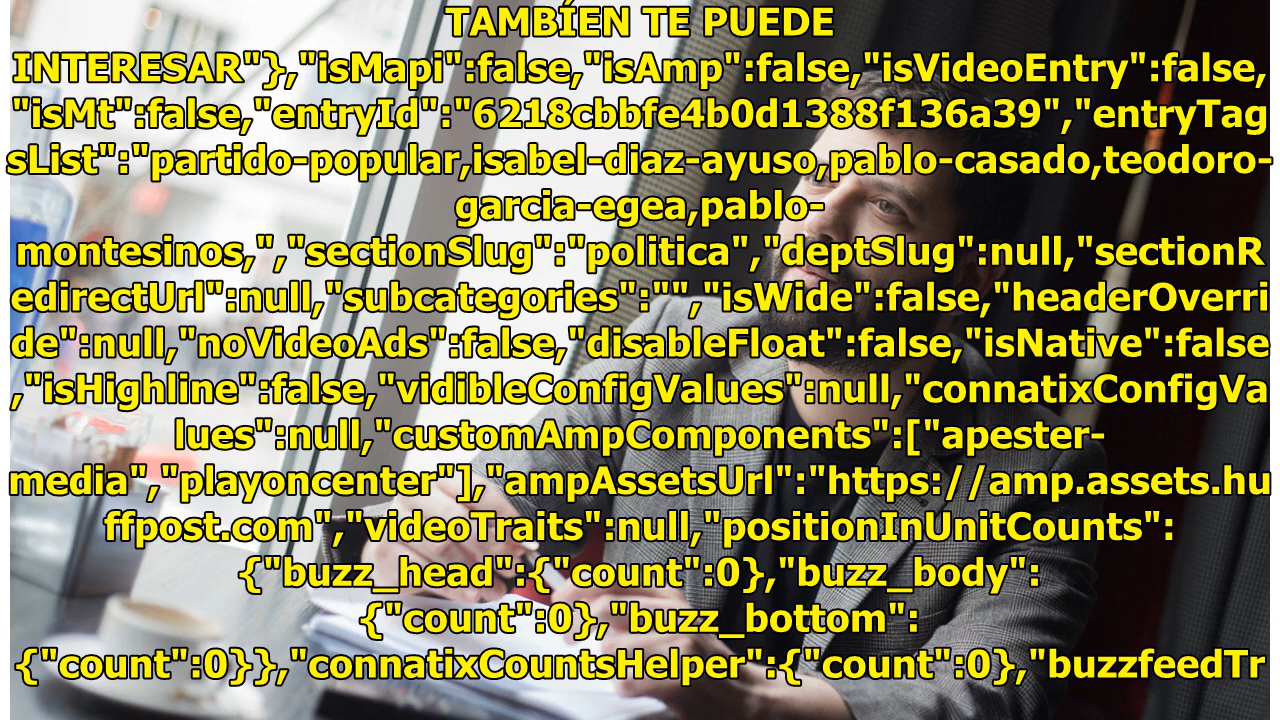 TAMBÍEN TE PUEDE
INTERESAR"},"isMapi":false,"isAmp":false,"isVideoEntry":false,
"isMt":false,"entryId":"6218cbbfe4b0d1388f136a39","entryTag
sList":"partido-popular,isabel-diaz-ayuso,pablo-casado,teodoro-
garcia-egea,pablo-
montesinos,","sectionSlug":"politica","deptSlug":null,"sectionR
edirectUrl":null,"subcategories":"","isWide":false,"headerOverri
de":null,"noVideoAds":false,"disableFloat":false,"isNative":false
,"isHighline":false,"vidibleConfigValues":null,"connatixConfigVa
lues":null,"customAmpComponents":["apester-
media","playoncenter"],"ampAssetsUrl":"https://amp.assets.hu
ffpost.com","videoTraits":null,"positionInUnitCounts":
{"buzz_head":{"count":0},"buzz_body":
{"count":0},"buzz_bottom":
{"count":0}},"connatixCountsHelper":{"count":0},"buzzfeedTr